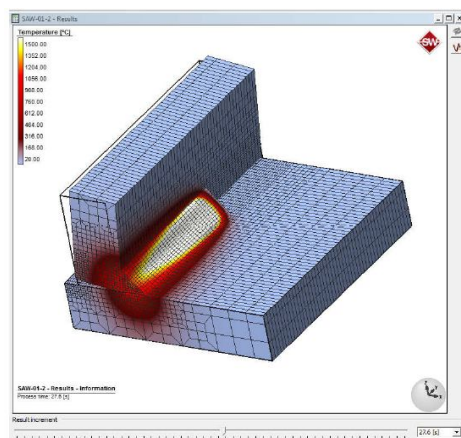 SAW-01-2 - Results
Temperature [°C]
1500.00
1352.00
1204.00
1056.00
908.00
760.00
612.00
464.00
316.00
168.00
20.00
SW
SAW-01-2 - Results - Information
Process time: 27.6 [s]
Result increment
27.6 [s]